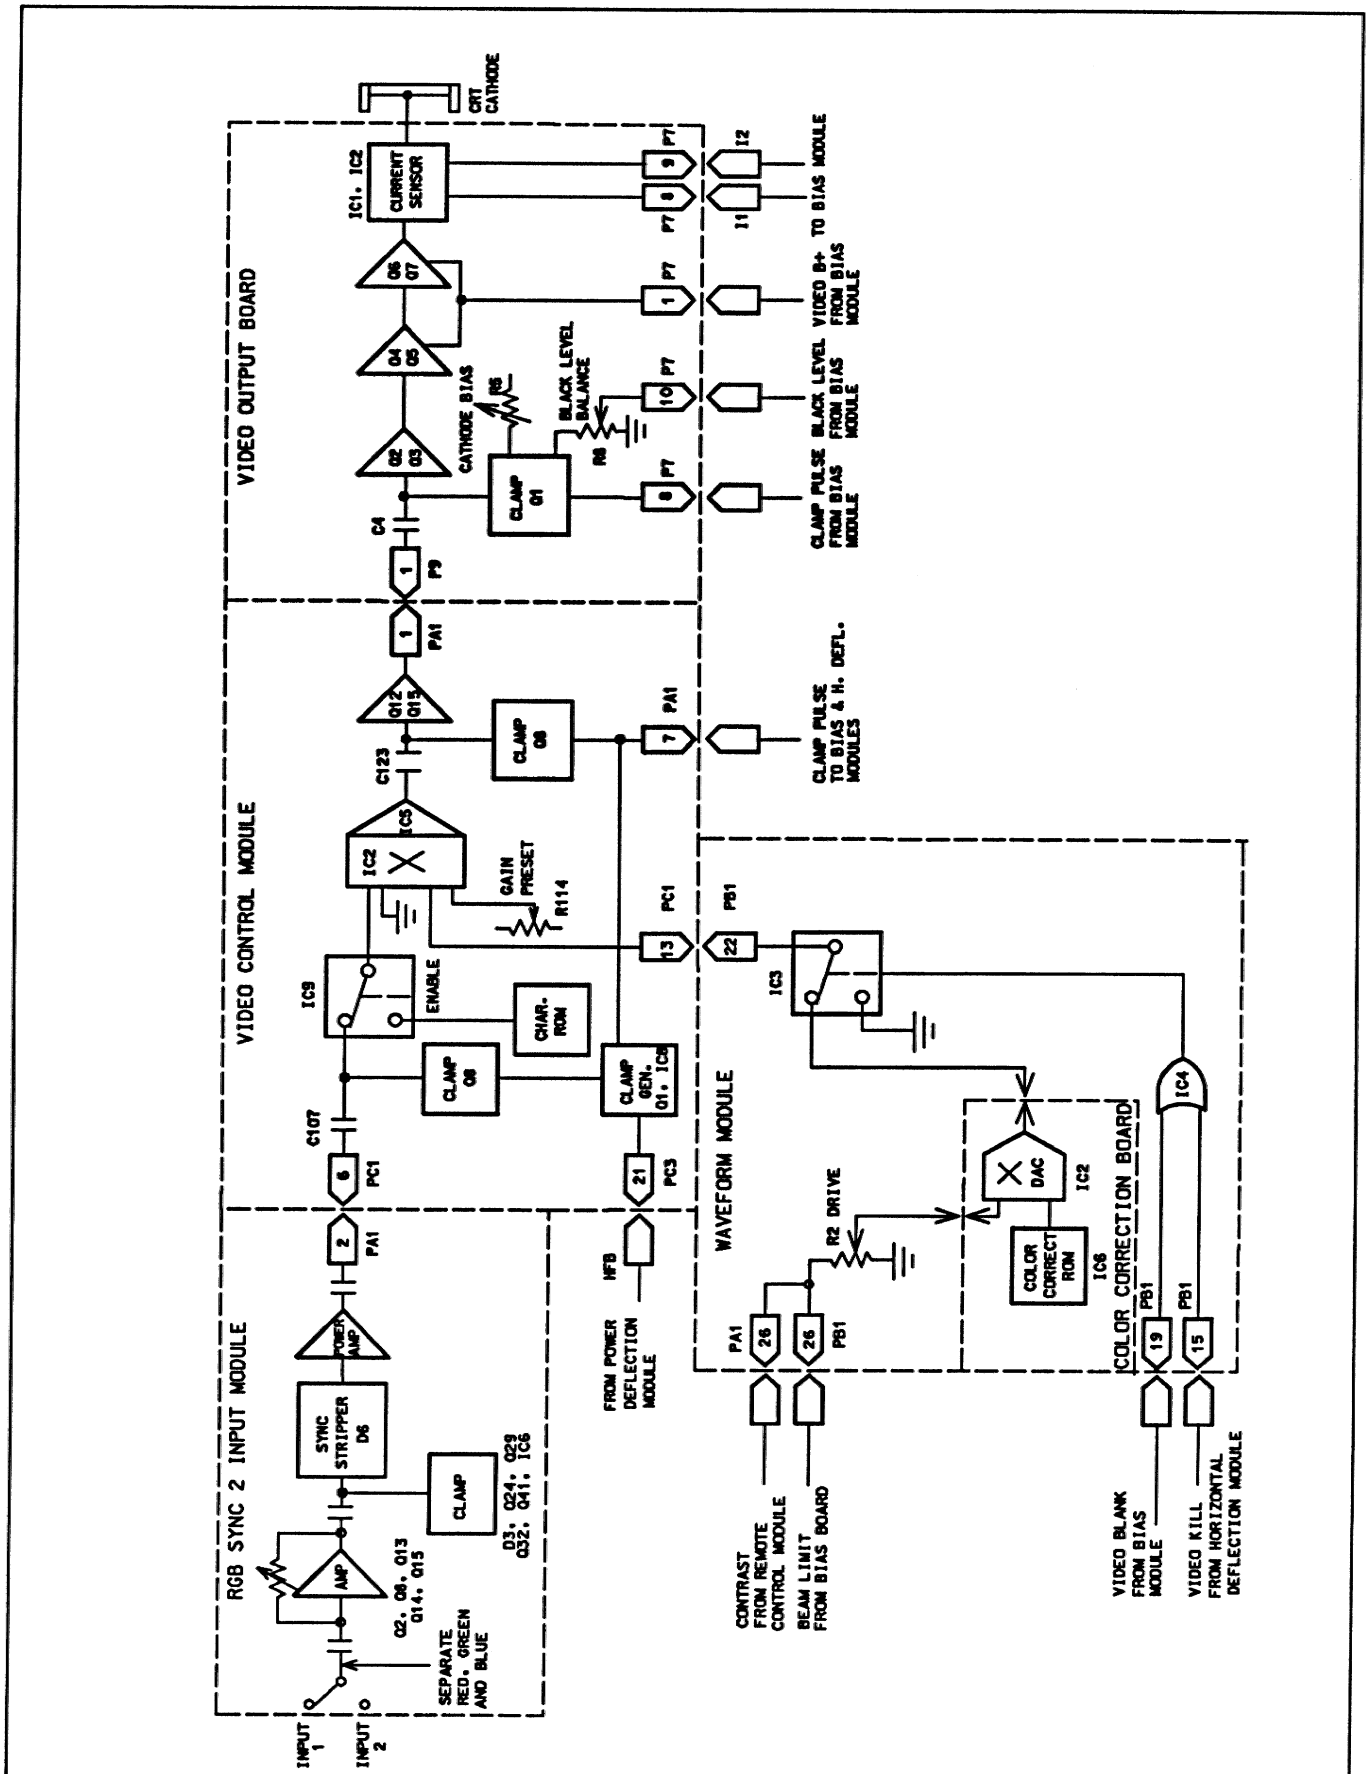 RGB SYNC 2 INPUT MODULE
INPUT
1
INPUT
2
SEPARATE
RED. GREEN
AND BLUE
AMP
Q2. Q8. Q13
Q14. Q15
CLAMP
D3. Q24. Q29
Q32. Q41. IC6
SYNC
STRIPPER
D6
POWER
AMP
2
PA1
VIDEO CONTROL MODULE
6
PC1
C107
CLAMP
Q8
IC9
ENABLE
CHAR.
ROM
CLAMP
GEN.
Q1. IC8
21
PC3
HFB
FROM POWER
DEFLECTION
MODULE
IC2
IC5
GAIN
PRESET
R114
13
PC1
C123
CLAMP
Q8
Q12
Q15
1
PA1
7
PA1
CLAMP PULSE
TO BIAS & H. DEFL.
MODULES
VIDEO OUTPUT BOARD
1
P9
C4
CLAMP
Q1
Q2
Q3
CATHODE BIAS
R5
BLACK LEVEL
BALANCE
R6
Q4
Q5
Q6
Q7
IC1. IC2
CURRENT
SENSOR
CRT
CATHODE
8
P7
10
P7
1
P7
8
P7
9
P7
I1
I2
CLAMP PULSE
FROM BIAS
MODULE
BLACK LEVEL
FROM BIAS
MODULE
VIDEO B+
FROM BIAS
MODULE
TO BIAS MODULE
WAVEFORM MODULE
22
PB1
IC3
IC4
R2 DRIVE
DAC
IC2
COLOR
CORRECT
ROM
IC6
COLOR CORRECTION BOARD
PA1
26
26
PB1
PB1
19
PB1
15
CONTRAST
FROM REMOTE
CONTROL MODULE
BEAM LIMIT
FROM BIAS BOARD
VIDEO BLANK
FROM BIAS
MODULE
VIDEO KILL
FROM HORIZONTAL
DEFLECTION MODULE